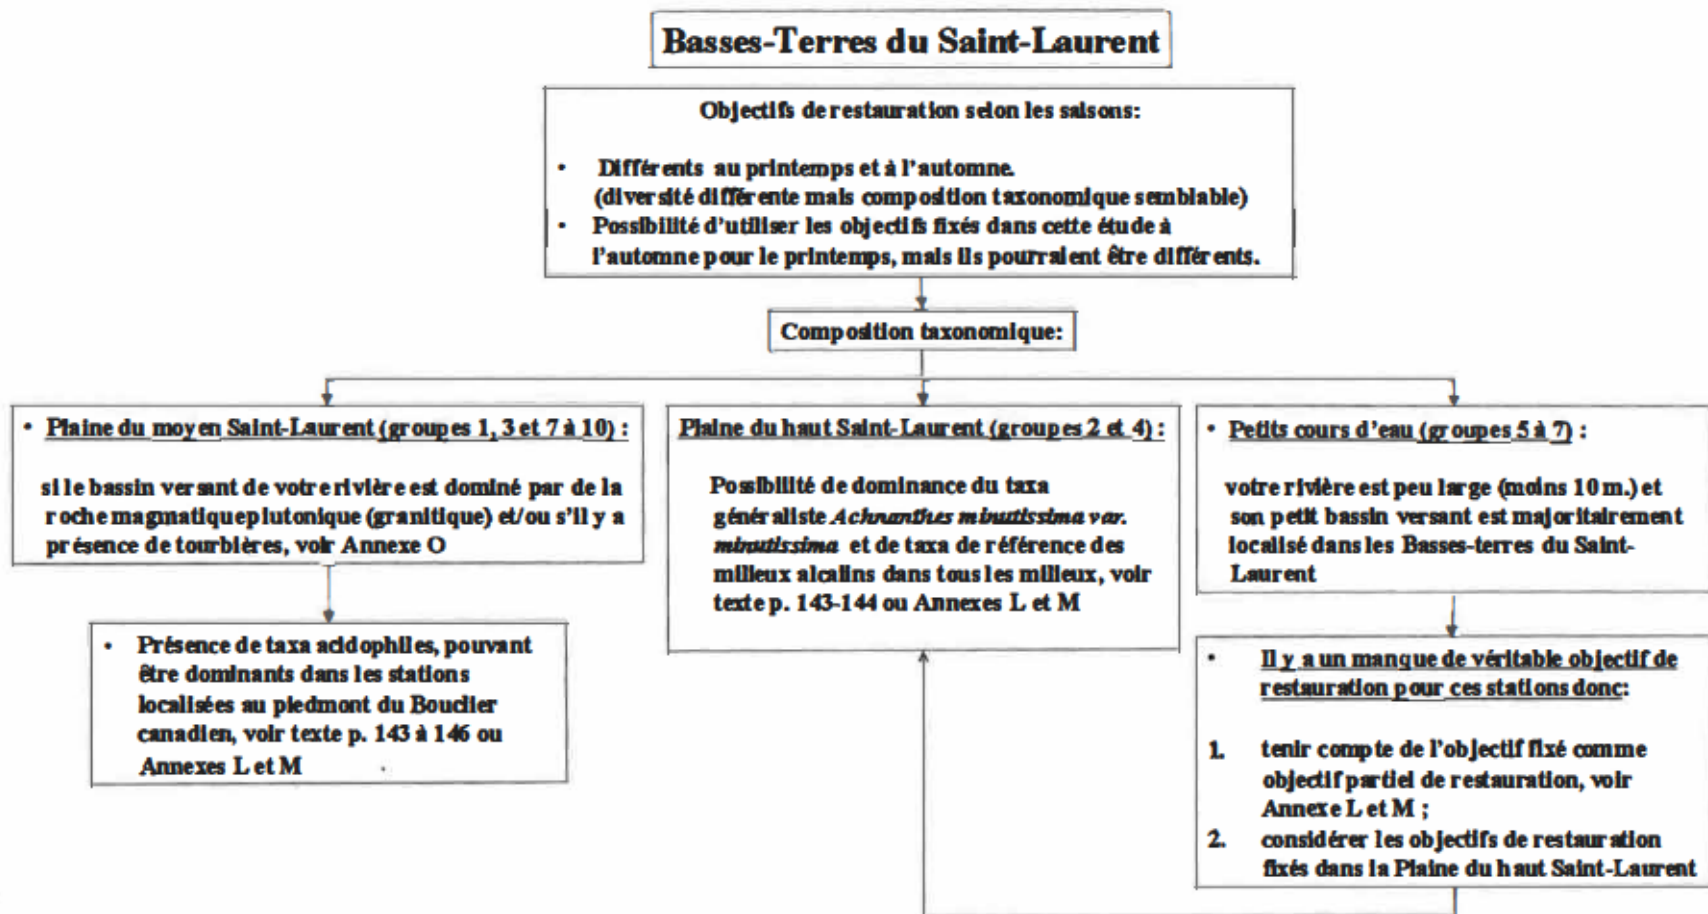 Basses-Terres du Saint-Laurent
Objectifs de restauration selon les saisons:
• Différents au printemps et à l'automne.
(diversité différente mais composition taxonomique semblable)
• Possibilité d'utiliser les objectifs fixés dans cette étude à
l'automne pour le printemps, mais ils pourraient être différents.
Composition taxonomique:
• Plaine du moyen Saint-Laurent (groupes 1, 3 et 7 à 10) :
si le bassin versant de votre rivière est dominé par de la
roche magmatique plutonique (granitique) et/ou s'il y a
présence de tourbières, voir Annexe O
• Présence de taxa acidophiles, pouvant
être dominants dans les stations
localisées au piedmont du Bouclier
canadien, voir texte p. 143 à 146 ou
Annexes L et M
Plaine du haut Saint-Laurent (groupes 2 et 4) :
Possibilité de dominance du taxa
généraliste Achnanthes minutissima var.
minutissima et de taxa de référence des
milieux alcalins dans tous les milieux, voir
texte p. 143-144 ou Annexes L et M
• Petits cours d'eau (groupes 5 à 7) :
votre rivière est peu large (moins 10 m.) et
son petit bassin versant est majoritairement
localisé dans les Basses-terres du Saint-
Laurent
• Il y a un manque de véritable objectif de
restauration pour ces stations donc:
1. tenir compte de l'objectif fixé comme
objectif partiel de restauration, voir
Annexe L et M ;
2. considérer les objectifs de restauration
fixés dans la Plaine du haut Saint-Laurent